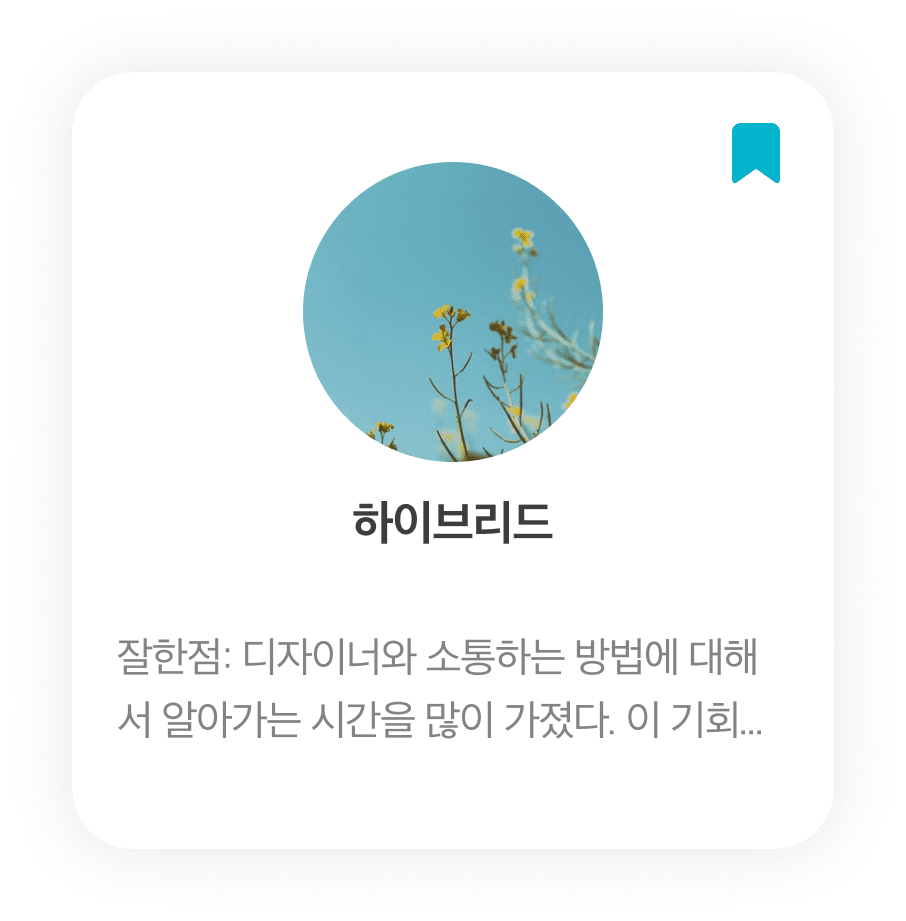 하이브리드
잘한점: 디자이너와 소통하는 방법에 대해
서 알아가는 시간을 많이 가졌다. 이 기회...